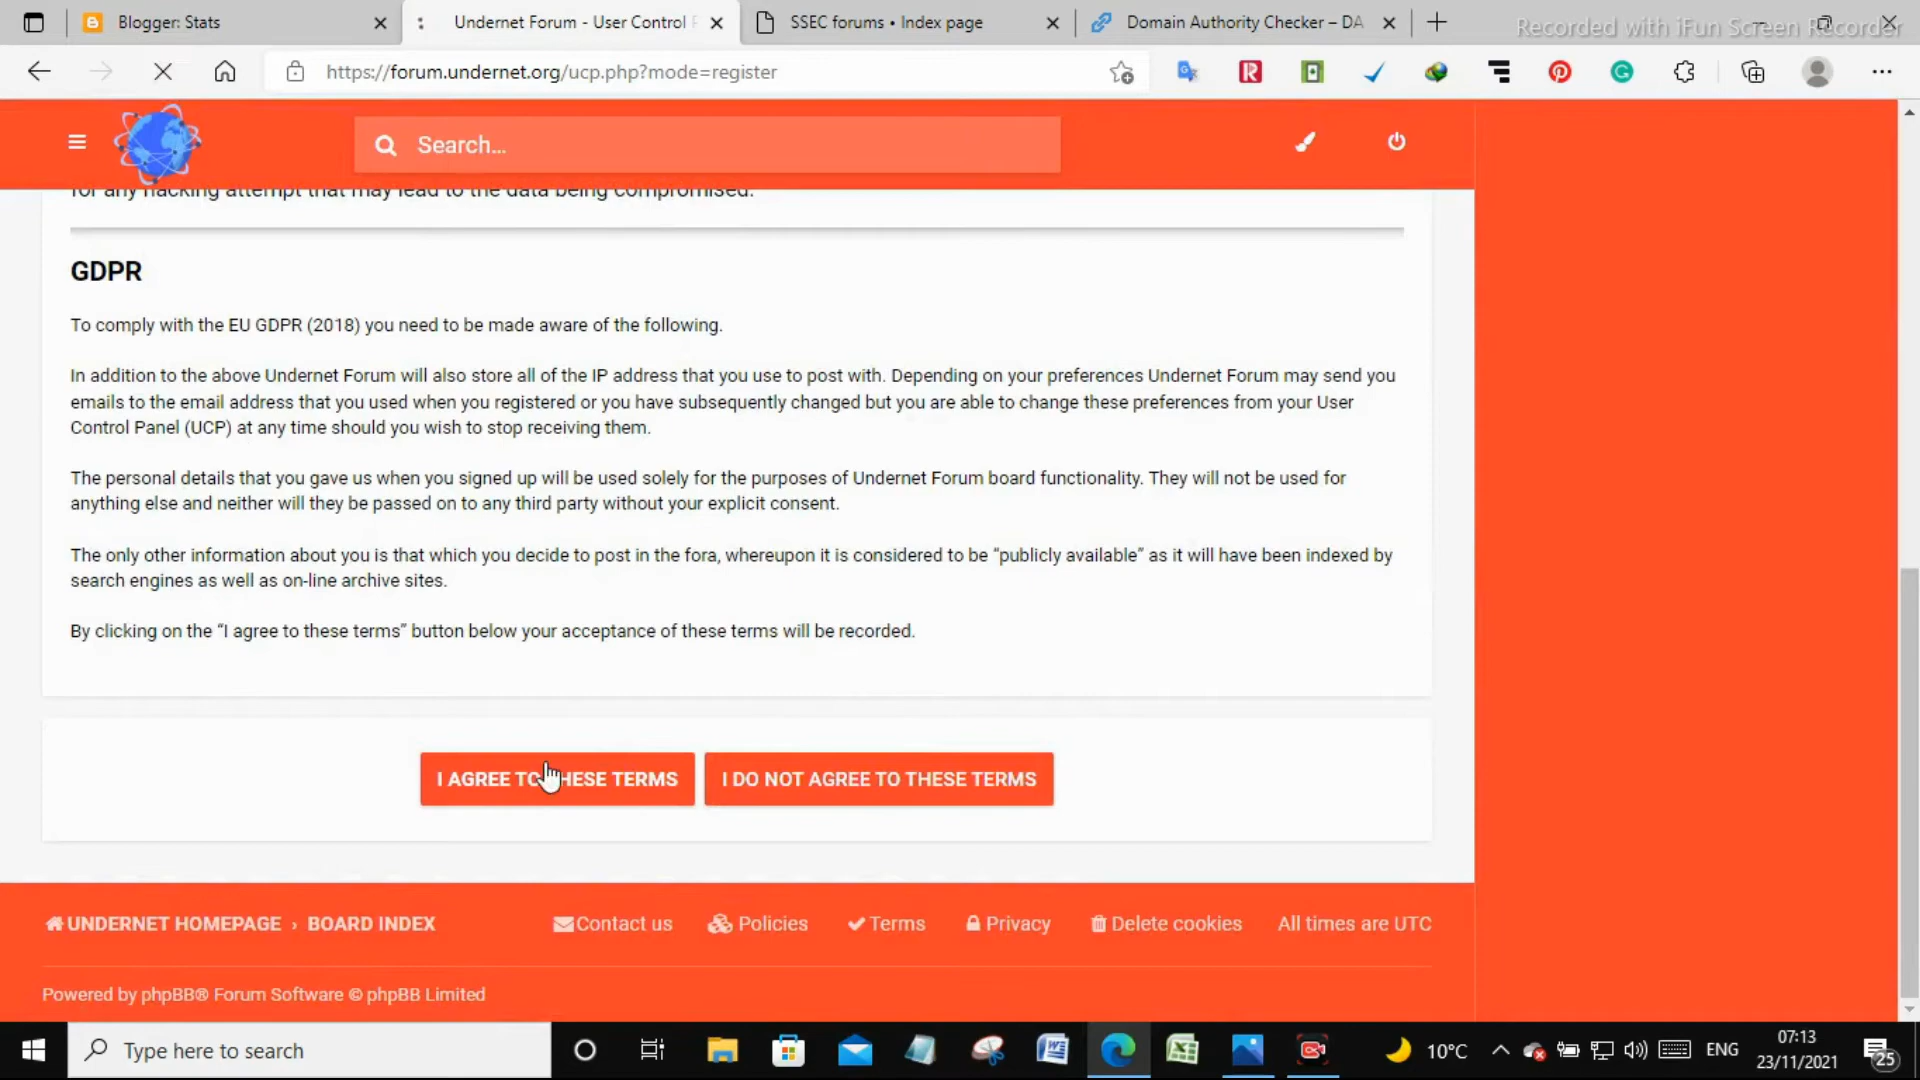 Blogger: Stats
Undernet Forum - User Control P
SSEC forums • Index page
Domain Authority Checker – DA
Recorded with iFun Screen Recorder
https://forum.undernet.org/ucp.php?mode=register
Search...
for any hacking attempt that may lead to the data being compromised.
GDPR
To comply with the EU GDPR (2018) you need to be made aware of the following.
In addition to the above Undernet Forum will also store all of the IP address that you use to post with. Depending on your preferences Undernet Forum may send you
emails to the email address that you used when you registered or you have subsequently changed but you are able to change these preferences from your User
Control Panel (UCP) at any time should you wish to stop receiving them.
The personal details that you gave us when you signed up will be used solely for the purposes of Undernet Forum board functionality. They will not be used for
anything else and neither will they be passed on to any third party without your explicit consent.
The only other information about you is that which you decide to post in the fora, whereupon it is considered to be “publicly available” as it will have been indexed by
search engines as well as on-line archive sites.
By clicking on the “I agree to these terms” button below your acceptance of these terms will be recorded.
I AGREE TO THESE TERMS
I DO NOT AGREE TO THESE TERMS
UNDERNET HOMEPAGE › BOARD INDEX
Contact us
Policies
Terms
Privacy
Delete cookies
All times are UTC
Powered by phpBB® Forum Software © phpBB Limited
Type here to search
10°C
ENG
07:13
23/11/2021
25